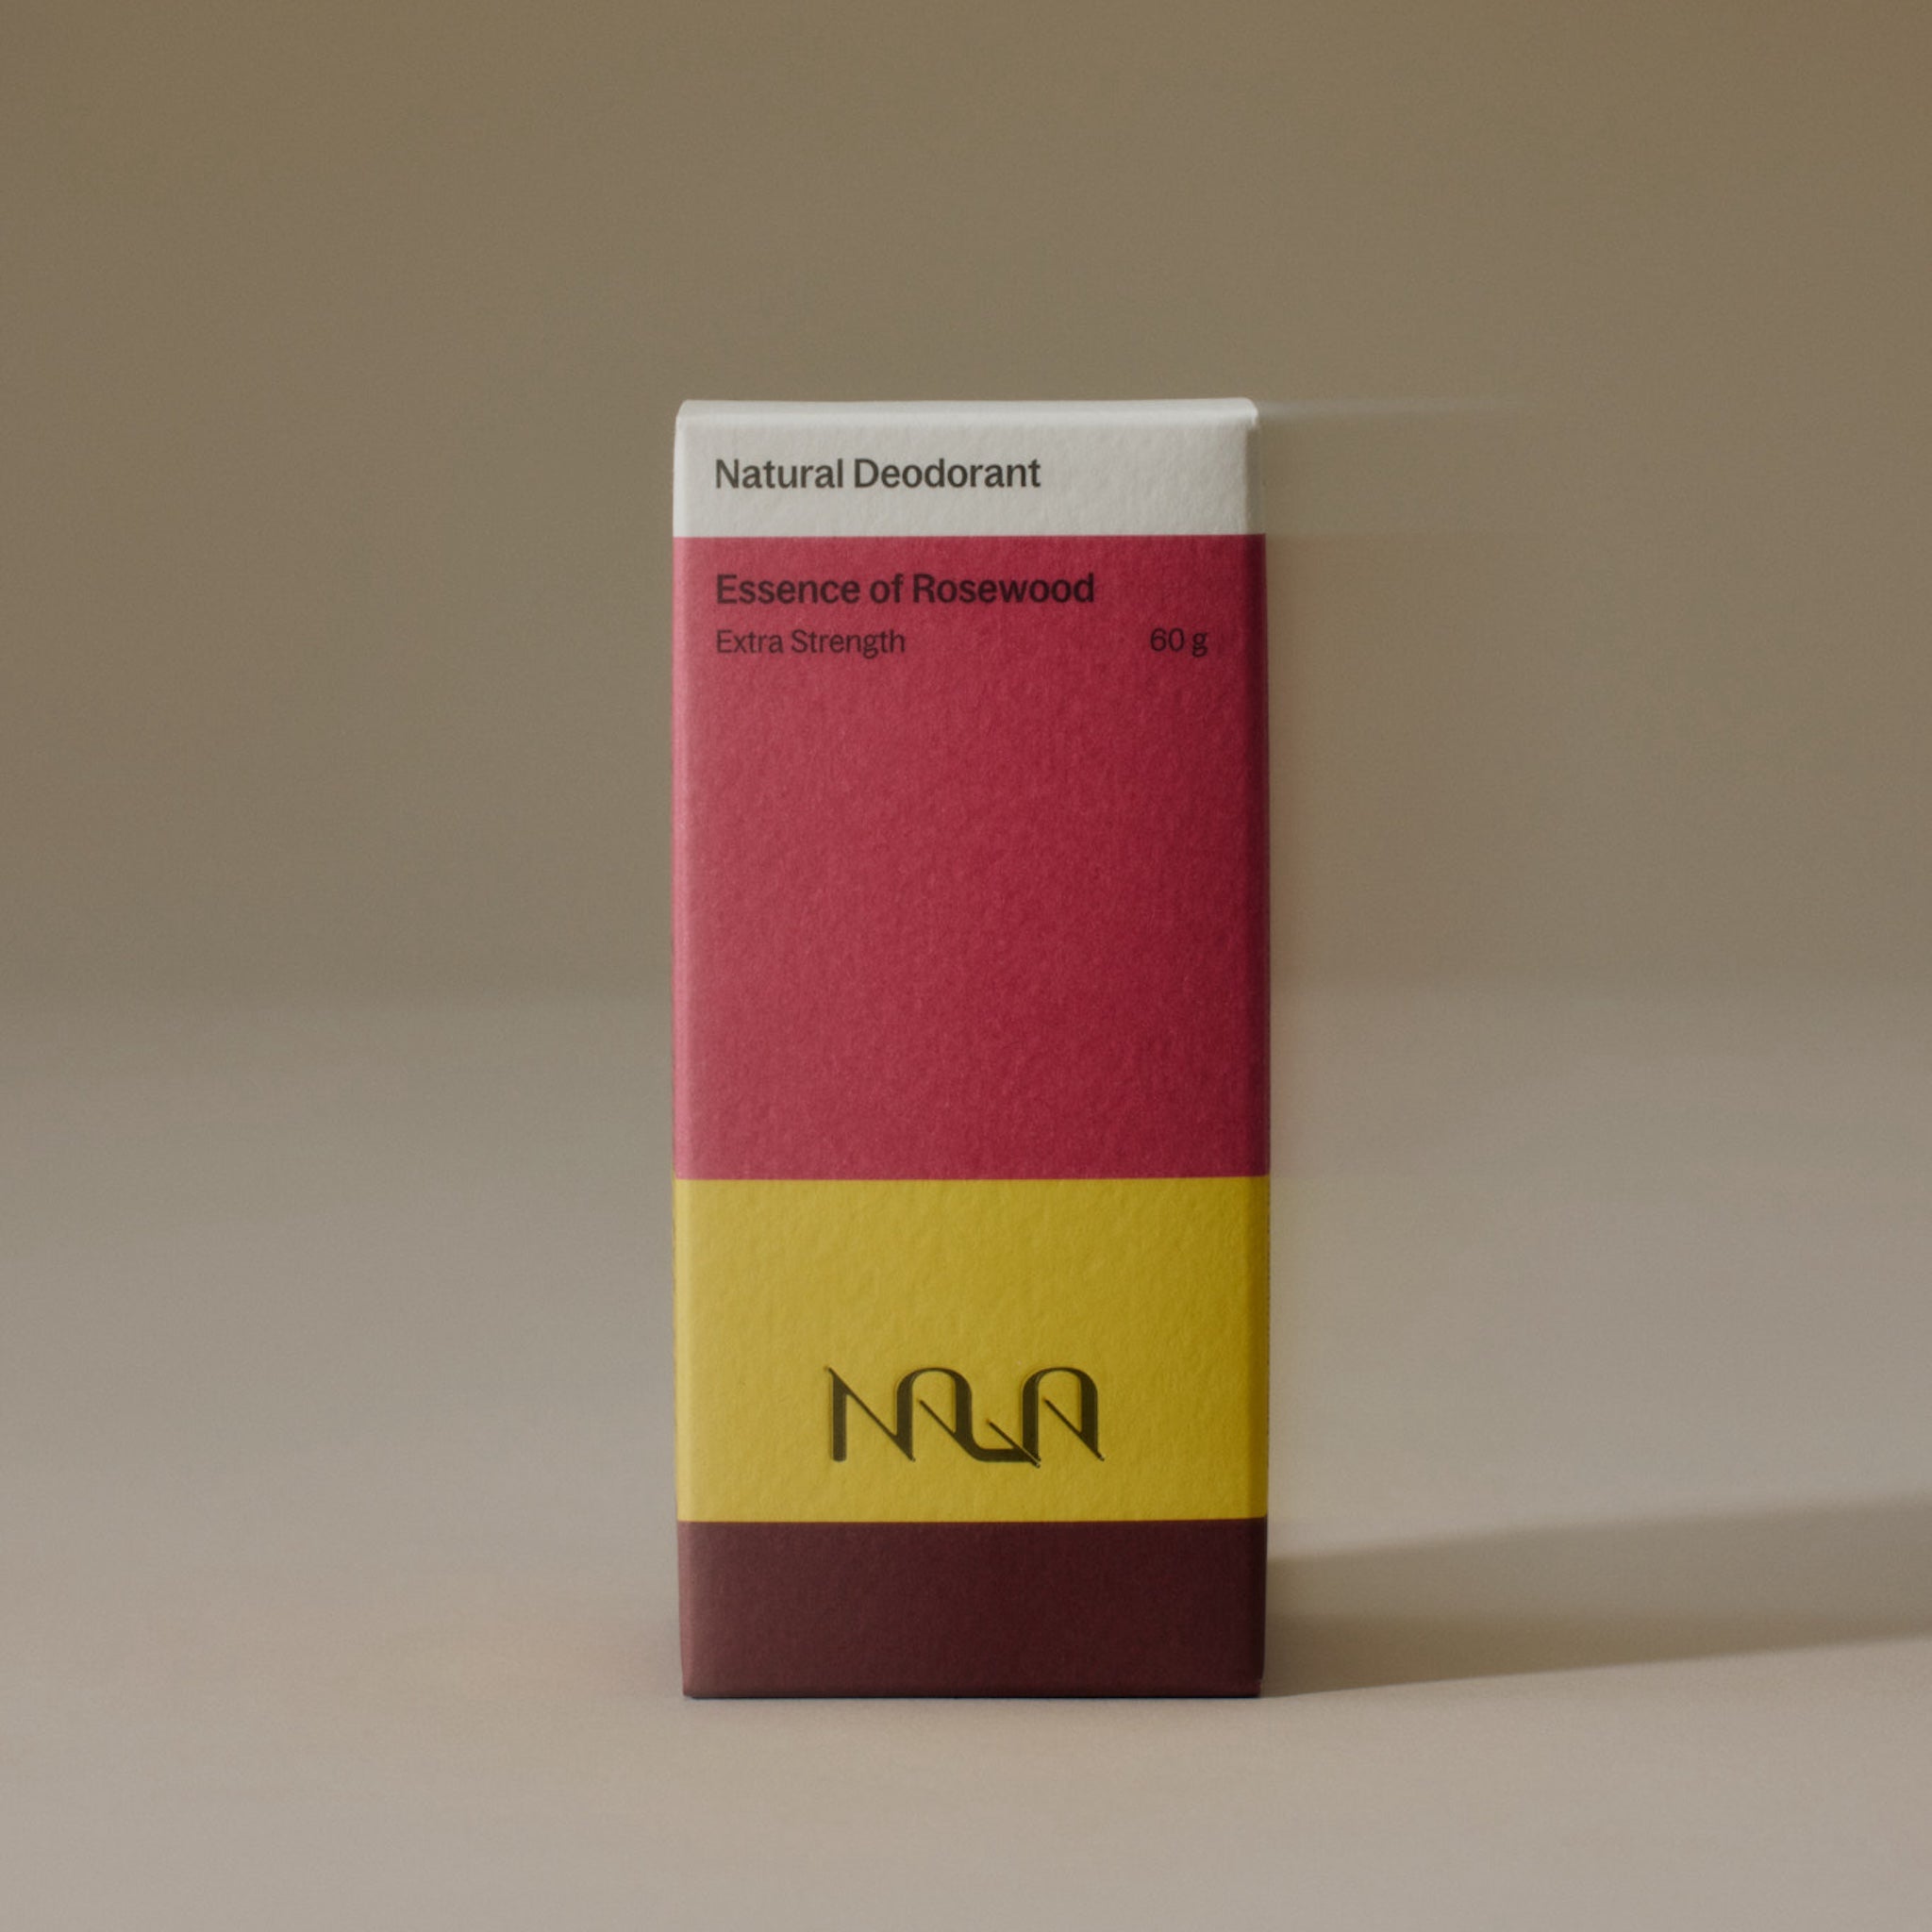 Natural Deodorant
Essence of Rosewood
Extra Strength 60 g
NALA